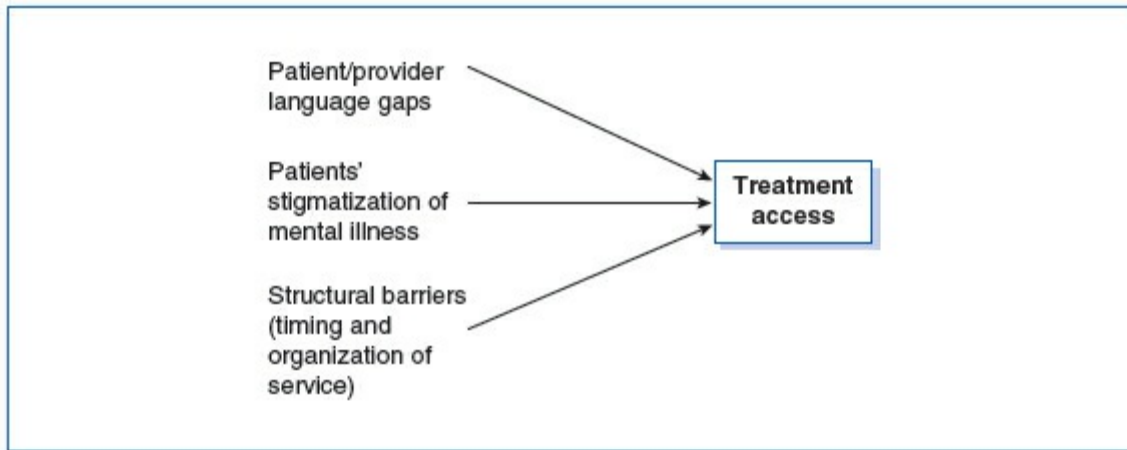 Patient/provider
language gaps
Patients'
stigmatization of
mental illness
Structural barriers
(timing and
organization of
service)
Treatment
access